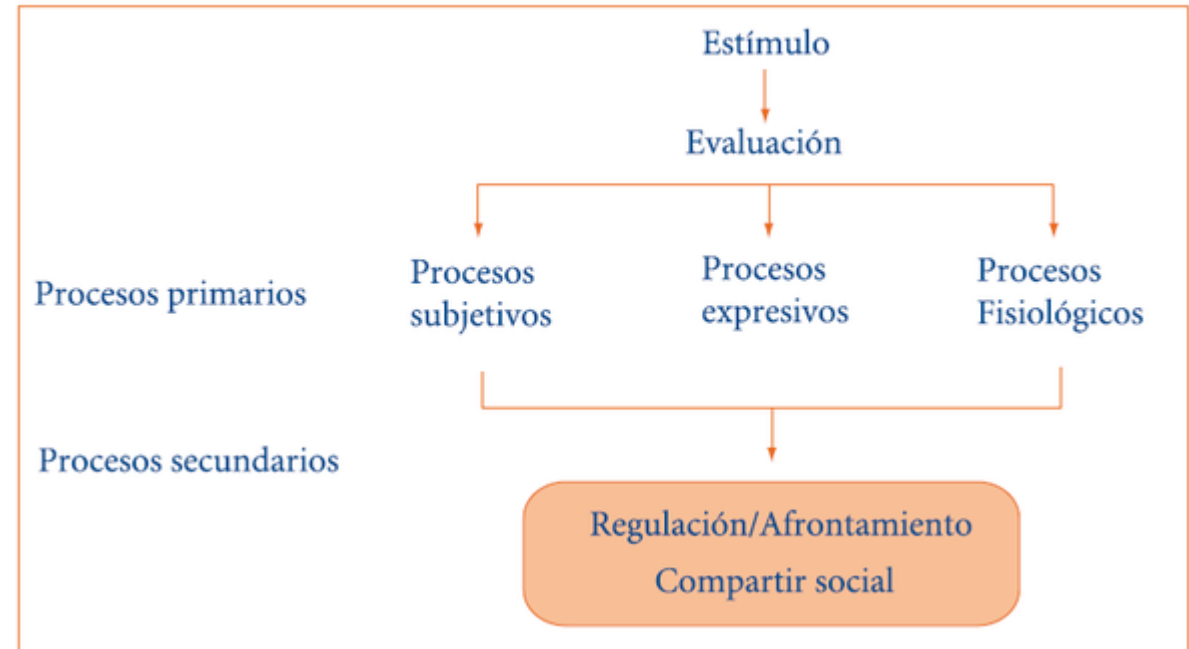 Estímulo
Evaluación
Procesos primarios
Procesos
subjetivos
Procesos
expresivos
Procesos
Fisiológicos
Procesos secundarios
Regulación/Afrontamiento
Compartir social